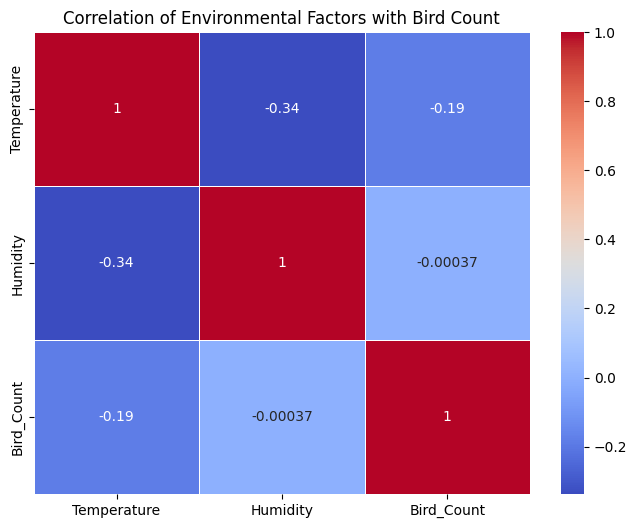 Correlation of Environmental Factors with Bird Count
Temperature
1
-0.34
-0.19
Humidity
-0.34
1
-0.00037
Bird_Count
-0.19
-0.00037
1
Temperature
Humidity
Bird_Count
1.0
0.8
0.6
0.4
0.2
0.0
−0.2